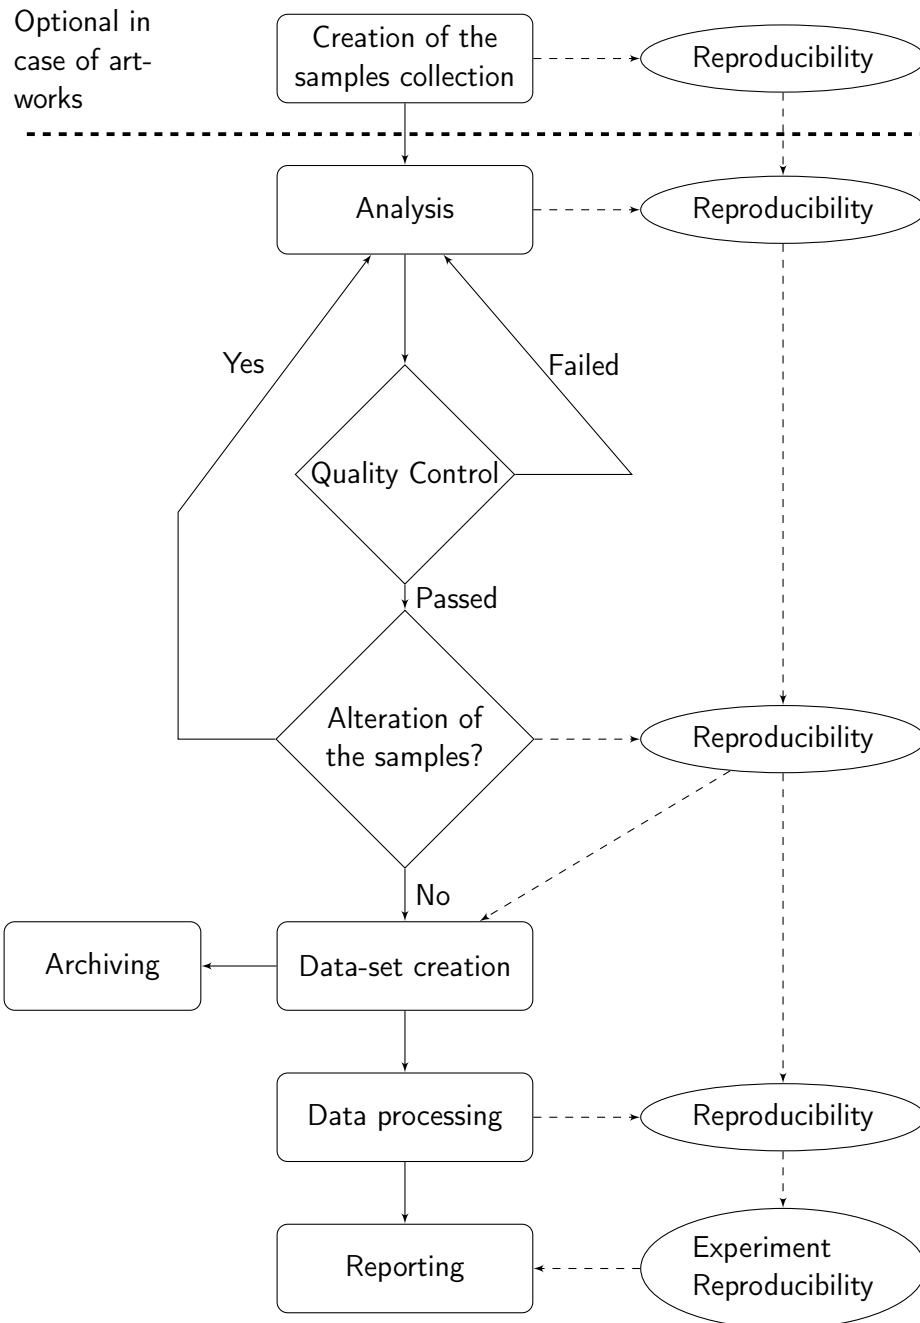 Optional in
case of art-
works
Creation of the
samples collection
Reproducibility
Analysis
Reproducibility
Yes
Failed
Quality Control
Passed
Alteration of
the samples?
Reproducibility
No
Archiving
Data-set creation
Data processing
Reproducibility
Reporting
Experiment
Reproducibility